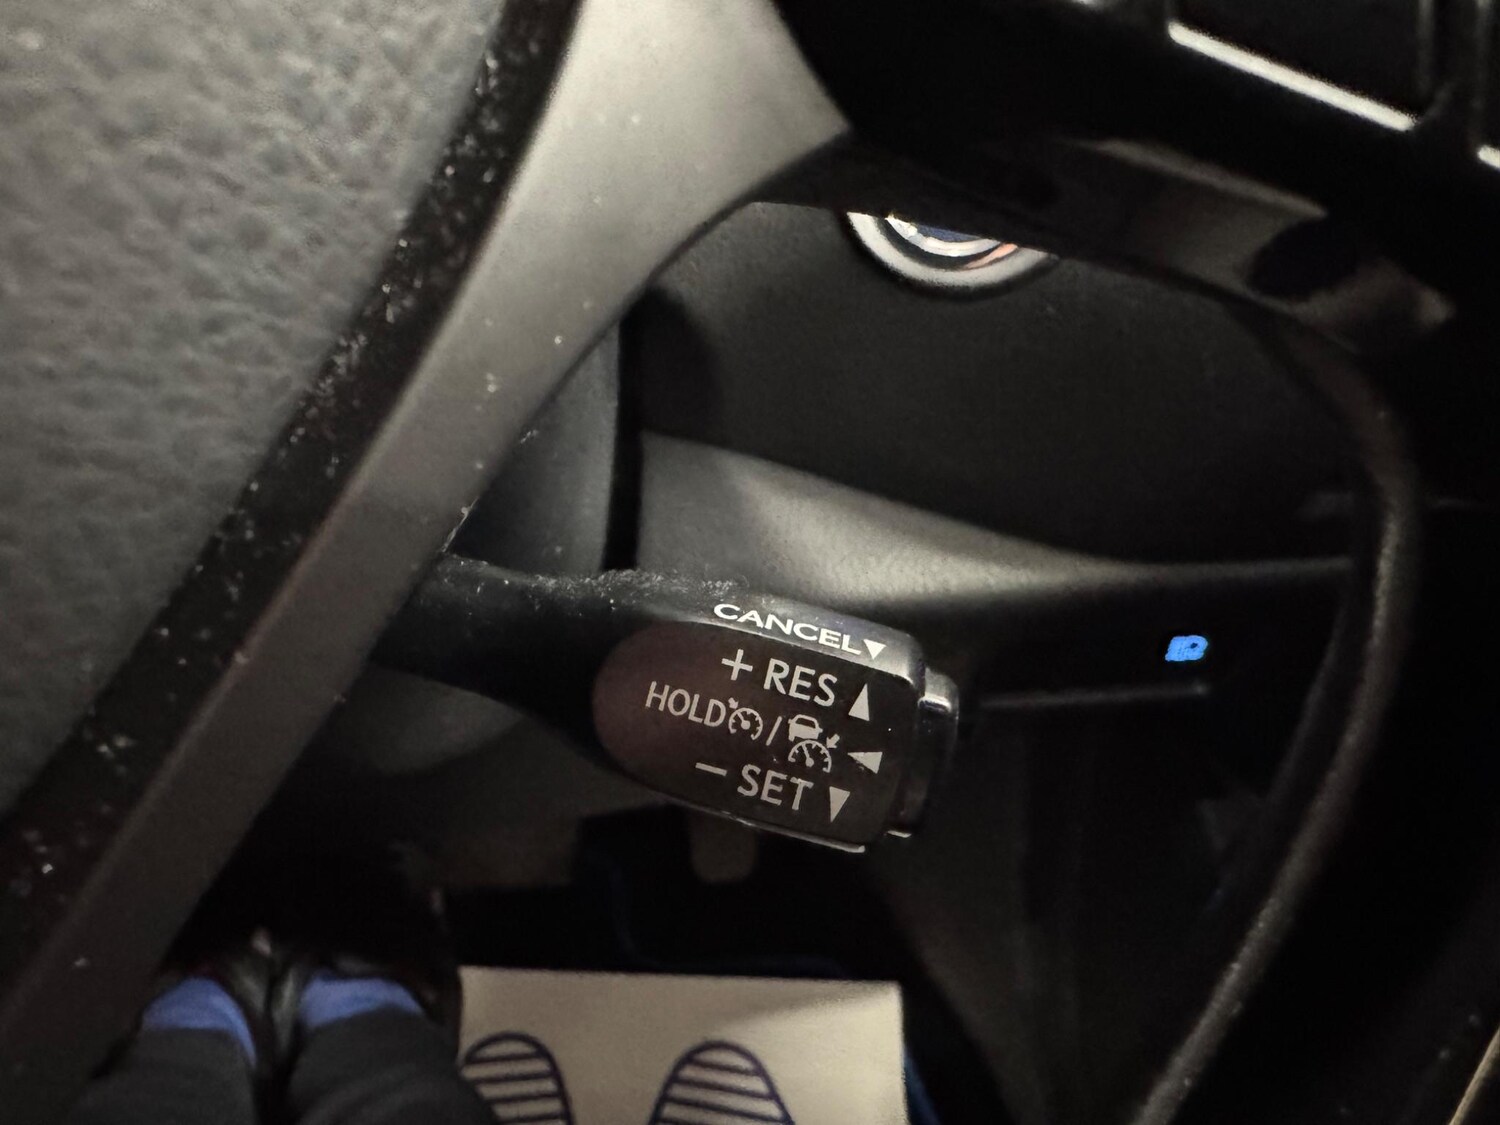 CANCEL▼
+ RES ▲
HOLD / ◀
− SET ▼